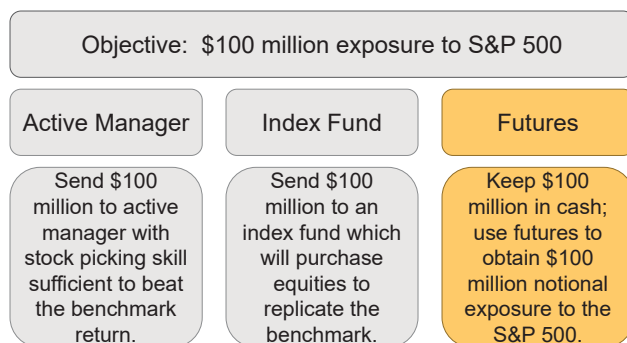 Objective: $100 million exposure to S&P 500
Active Manager
Index Fund
Futures
Send $100
million to active
manager with
stock picking skill
sufficient to beat
the benchmark
return.
Send $100
million to an
index fund which
will purchase
equities to
replicate the
benchmark.
Keep $100
million in cash;
use futures to
obtain $100
million notional
exposure to the
S&P 500.